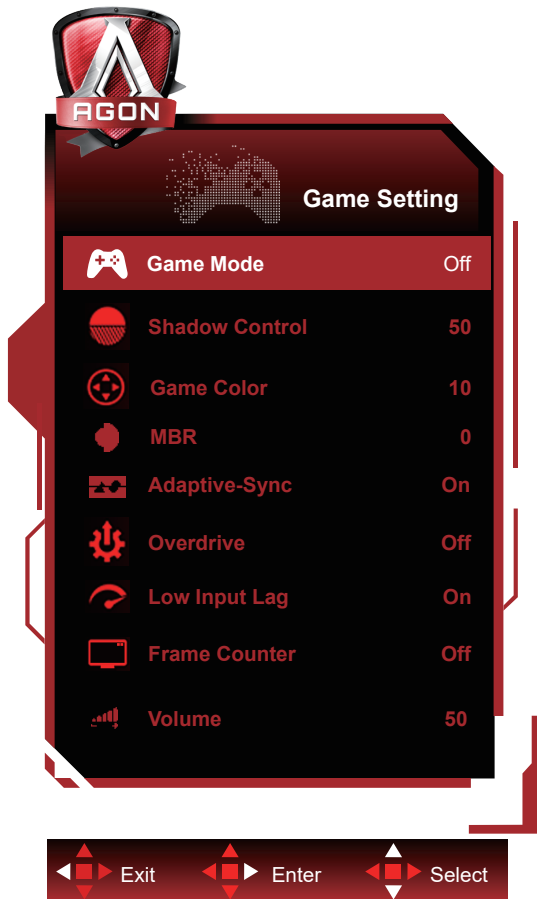 AGON
Game Setting
Game Mode Off
Shadow Control 50
Game Color 10
MBR 0
Adaptive-Sync On
Overdrive Off
Low Input Lag On
Frame Counter Off
Volume 50
Exit Enter Select